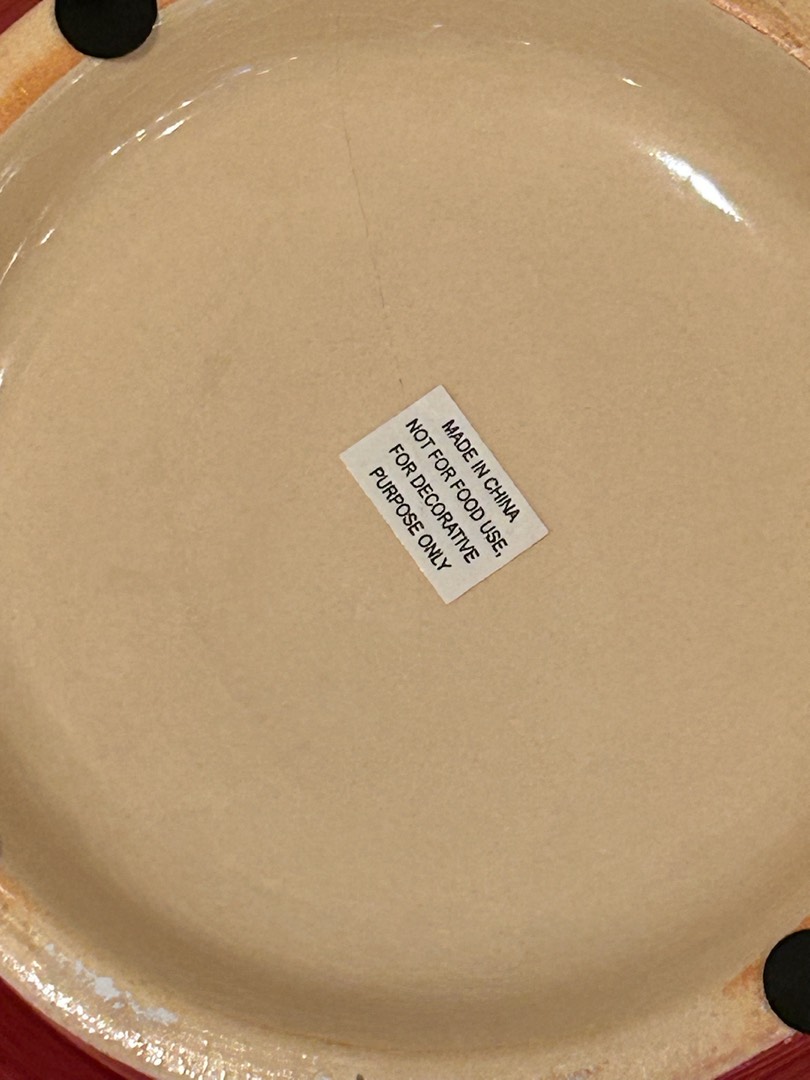 MADE IN CHINA
NOT FOR FOOD USE,
FOR DECORATIVE
PURPOSE ONLY